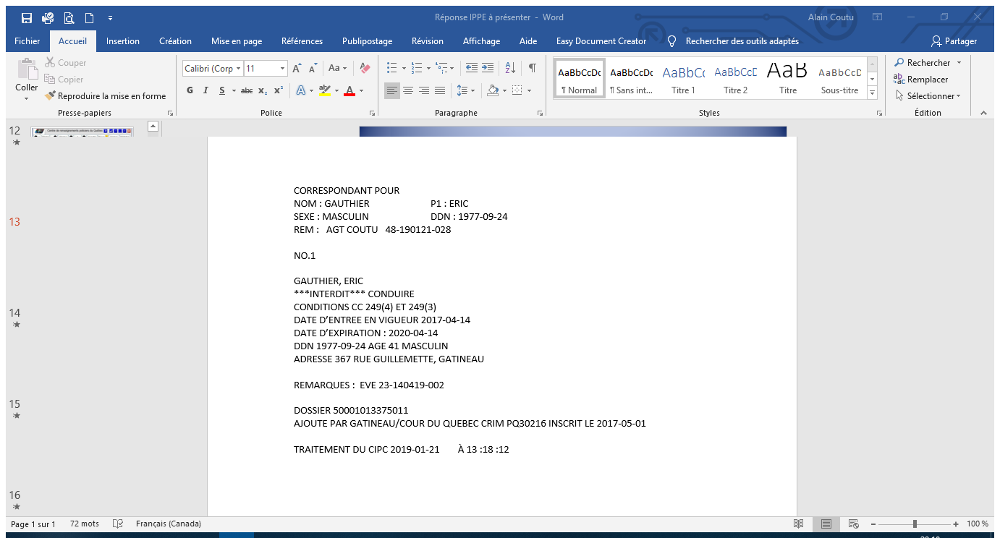 Réponse IPPE à présenter - Word
Alain Coutu
Fichier Accueil Insertion Création Mise en page Références Publipostage Révision Affichage Aide Easy Document Creator Rechercher des outils adaptés Partager
Coller
Couper
Copier
Reproduire la mise en forme
Presse-papiers
Calibri (Corp 11 Aa
G I S abc x₂ x² A aby A
Police
Paragraphe
AaBbCcDc AaBbCcDc AaBbCc AaBbCcD AaB AaBbCcD
¶ Normal ¶ Sans int... Titre 1 Titre 2 Titre Sous-titre
Styles
Rechercher
Remplacer
Sélectionner
Édition
12
13
14
15
16
CORRESPONDANT POUR
NOM : GAUTHIER P1 : ERIC
SEXE : MASCULIN DDN : 1977-09-24
REM : AGT COUTU 48-190121-028
NO.1
GAUTHIER, ERIC
***INTERDIT*** CONDUIRE
CONDITIONS CC 249(4) ET 249(3)
DATE D’ENTREE EN VIGUEUR 2017-04-14
DATE D’EXPIRATION : 2020-04-14
DDN 1977-09-24 AGE 41 MASCULIN
ADRESSE 367 RUE GUILLEMETTE, GATINEAU
REMARQUES : EVE 23-140419-002
DOSSIER 50001013375011
AJOUTE PAR GATINEAU/COUR DU QUEBEC CRIM PQ30216 INSCRIT LE 2017-05-01
TRAITEMENT DU CIPC 2019-01-21 À 13 :18 :12
Page 1 sur 1 72 mots Français (Canada) 100 %